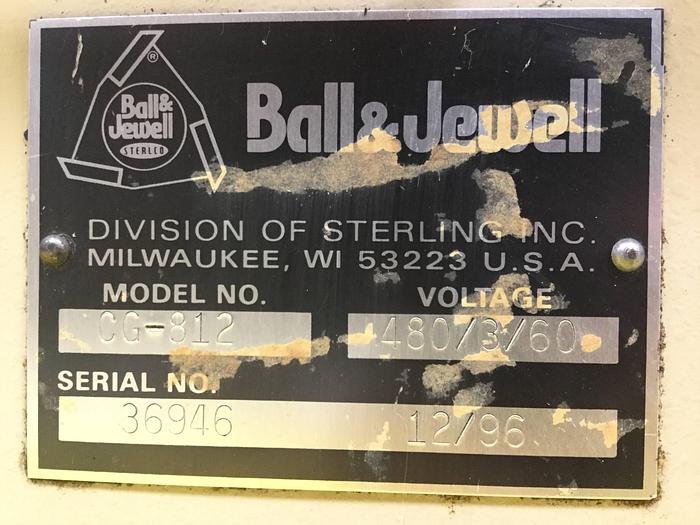 ®
Ball&
Jewell
STERLCO
Ball&Jewell
DIVISION OF STERLING INC.
MILWAUKEE, WI 53223 U.S.A.
MODEL NO. VOLTAGE
CG-812 480/3/60
SERIAL NO.
36946 12/96